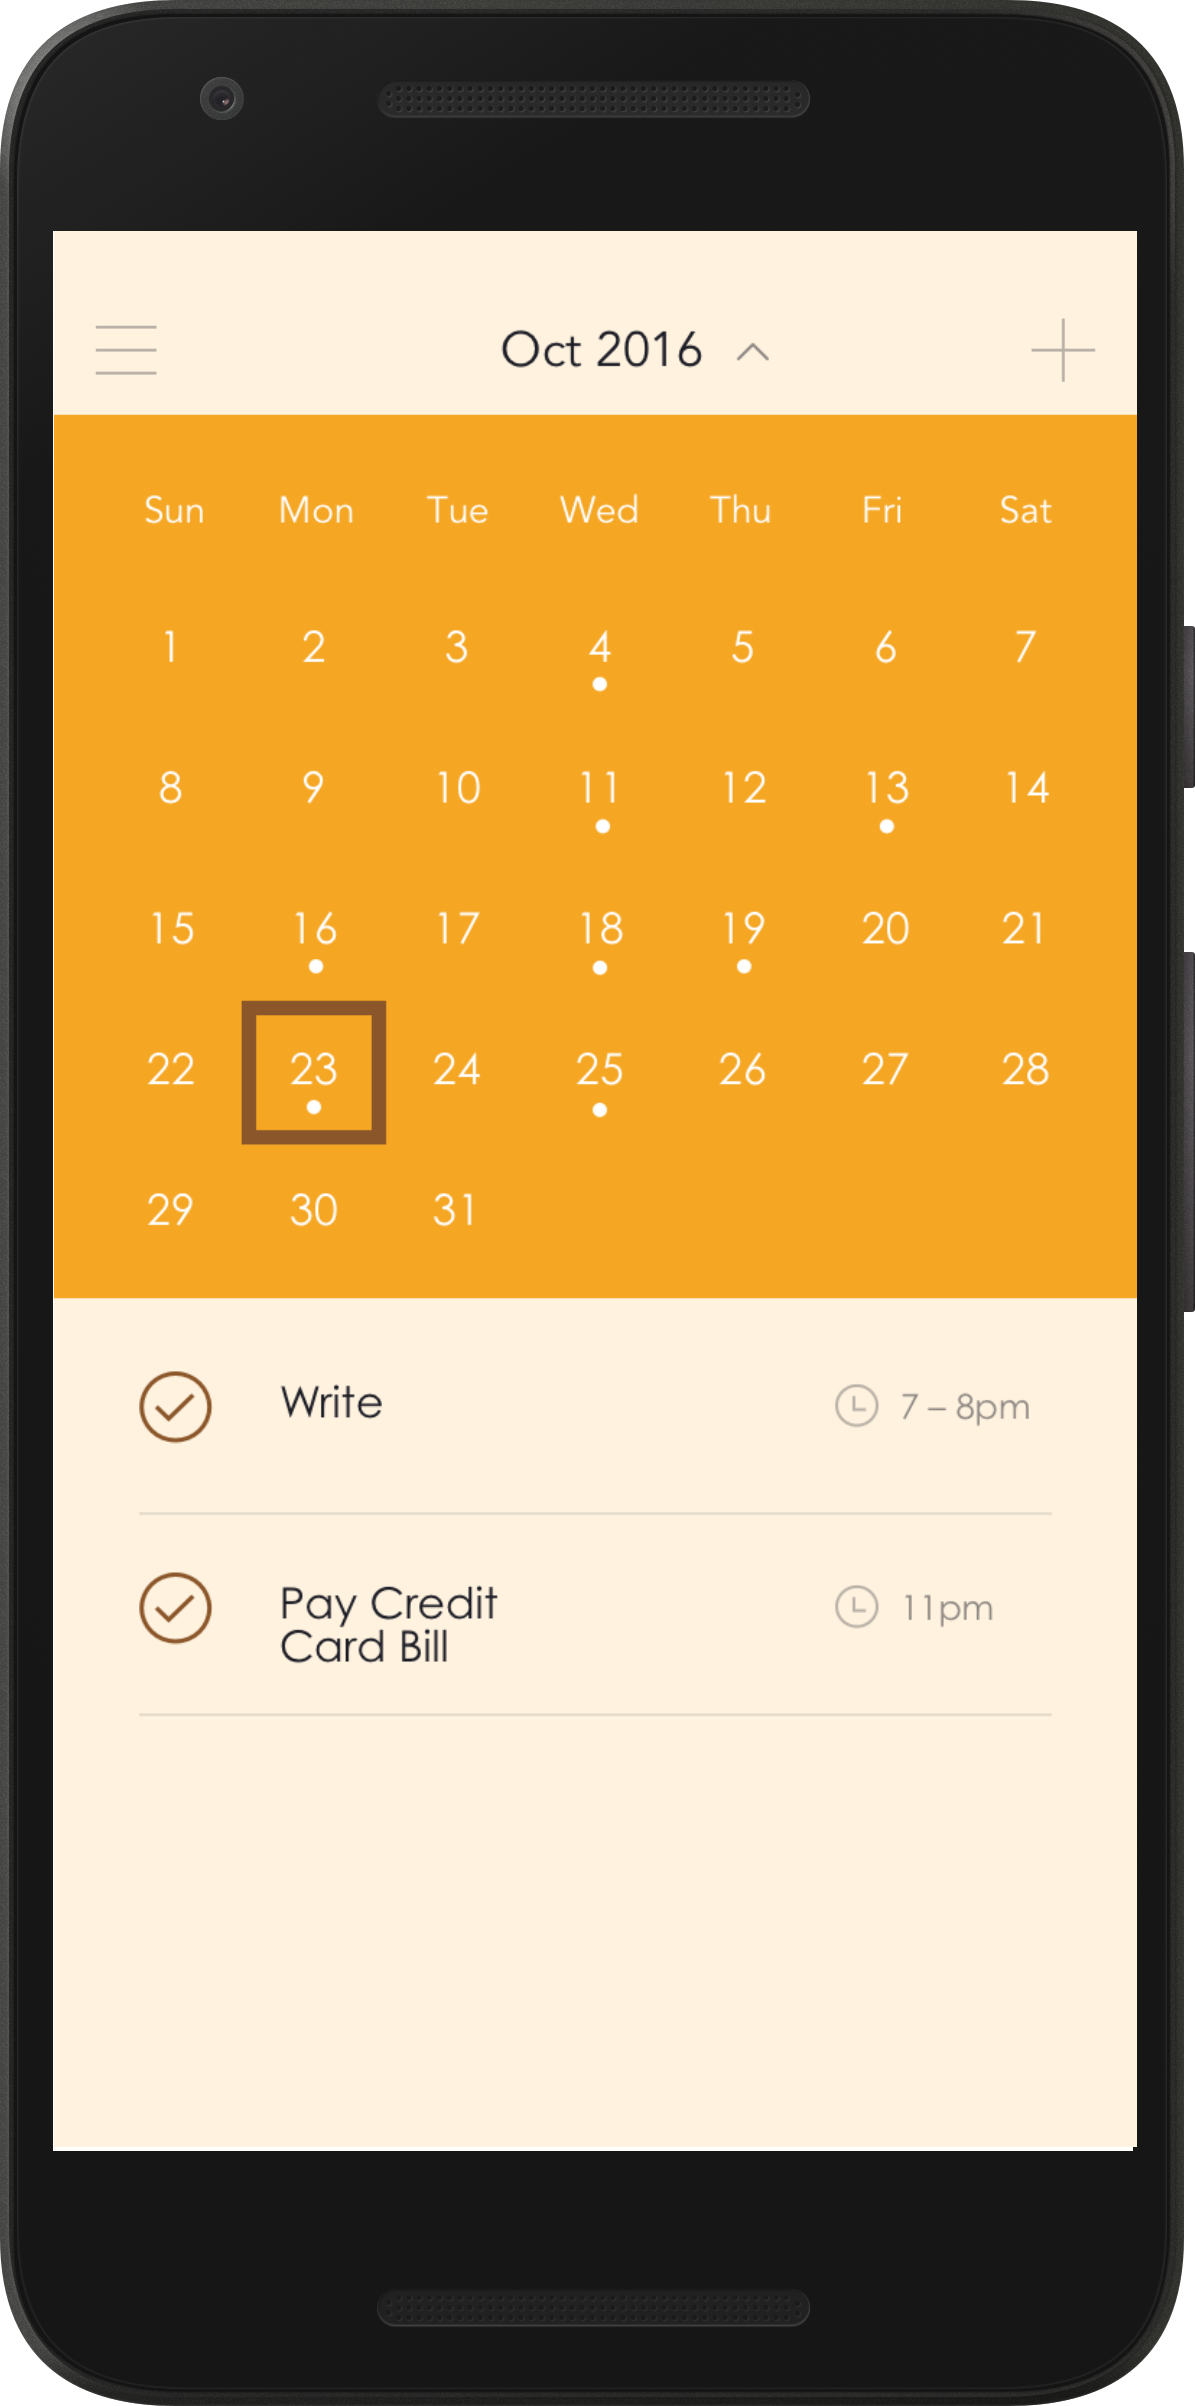 Oct 2016
Sun Mon Tue Wed Thu Fri Sat
1 2 3 4 5 6 7
8 9 10 11 12 13 14
15 16 17 18 19 20 21
22 23 24 25 26 27 28
29 30 31
Write 7 – 8pm
Pay Credit 11pm
Card Bill